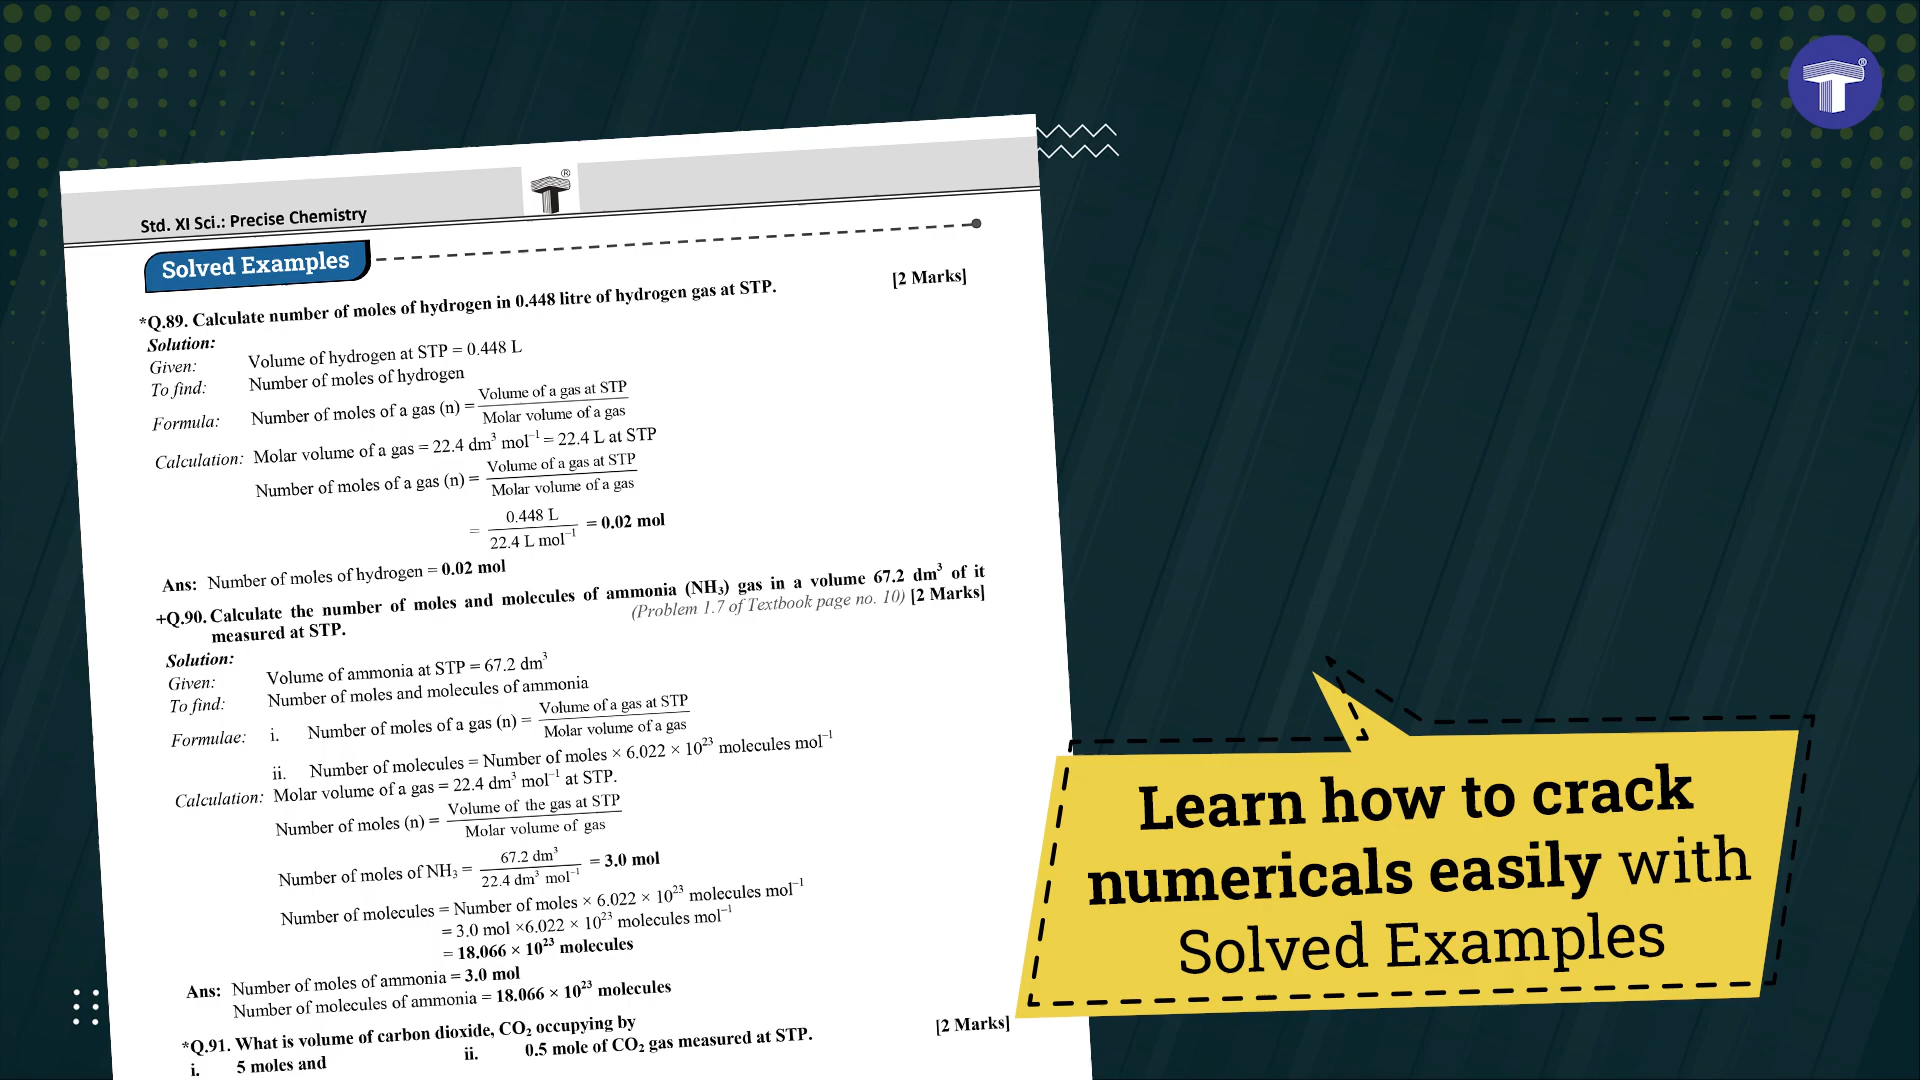 Std. XI Sci.: Precise Chemistry
Solved Examples
*Q.89. Calculate number of moles of hydrogen in 0.448 litre of hydrogen gas at STP. [2 Marks]
Solution:
Given: Volume of hydrogen at STP = 0.448 L
To find: Number of moles of hydrogen
Formula: Number of moles of a gas (n) = Volume of a gas at STP / Molar volume of a gas
Calculation: Molar volume of a gas = 22.4 dm³ mol⁻¹ = 22.4 L at STP
Number of moles of a gas (n) = Volume of a gas at STP / Molar volume of a gas
= 0.448 L / 22.4 L mol⁻¹ = 0.02 mol
Ans: Number of moles of hydrogen = 0.02 mol
+Q.90. Calculate the number of moles and molecules of ammonia (NH₃) gas in a volume 67.2 dm³ of it
measured at STP. (Problem 1.7 of Textbook page no. 10) [2 Marks]
Solution:
Given: Volume of ammonia at STP = 67.2 dm³
To find: Number of moles and molecules of ammonia
Formulae: i. Number of moles of a gas (n) = Volume of a gas at STP / Molar volume of a gas
ii. Number of molecules = Number of moles × 6.022 × 10²³ molecules mol⁻¹
Calculation: Molar volume of a gas = 22.4 dm³ mol⁻¹ at STP.
Number of moles (n) = Volume of the gas at STP / Molar volume of gas
Number of moles of NH₃ = 67.2 dm³ / 22.4 dm³ mol⁻¹ = 3.0 mol
Number of molecules = Number of moles × 6.022 × 10²³ molecules mol⁻¹
= 3.0 mol ×6.022 × 10²³ molecules mol⁻¹
= 18.066 × 10²³ molecules
Ans: Number of moles of ammonia = 3.0 mol
Number of molecules of ammonia = 18.066 × 10²³ molecules
*Q.91. What is volume of carbon dioxide, CO₂ occupying by [2 Marks]
i. 5 moles and ii. 0.5 mole of CO₂ gas measured at STP.
Learn how to crack
numericals easily with
Solved Examples